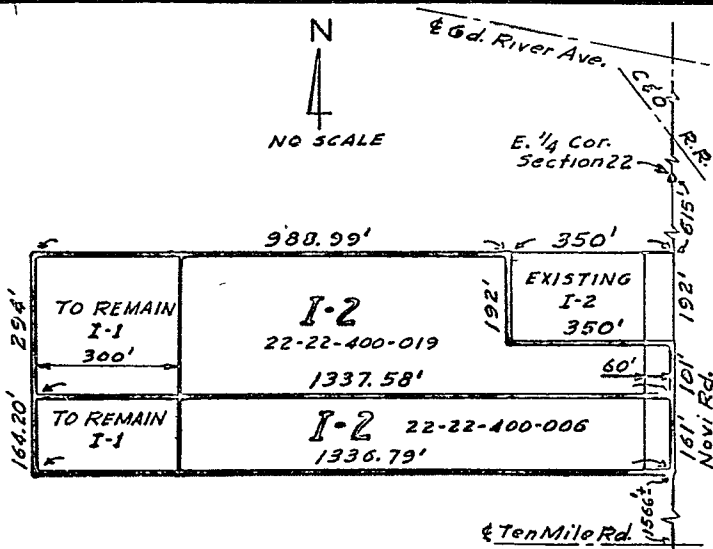 ℄ Gd. River Ave.
N
C & O
R.R.
NO SCALE
E. 1/4 Cor.
Section 22
615'
988.99'
350'
294'
TO REMAIN
I-1
300'
I-2
22-22-400-019
192'
EXISTING
I-2
350'
192'
1337.58'
60'
101'
164.20'
TO REMAIN
I-1
I-2 22-22-400-006
1336.79'
161'
Novi Rd.
1566'±
℄ Ten Mile Rd.